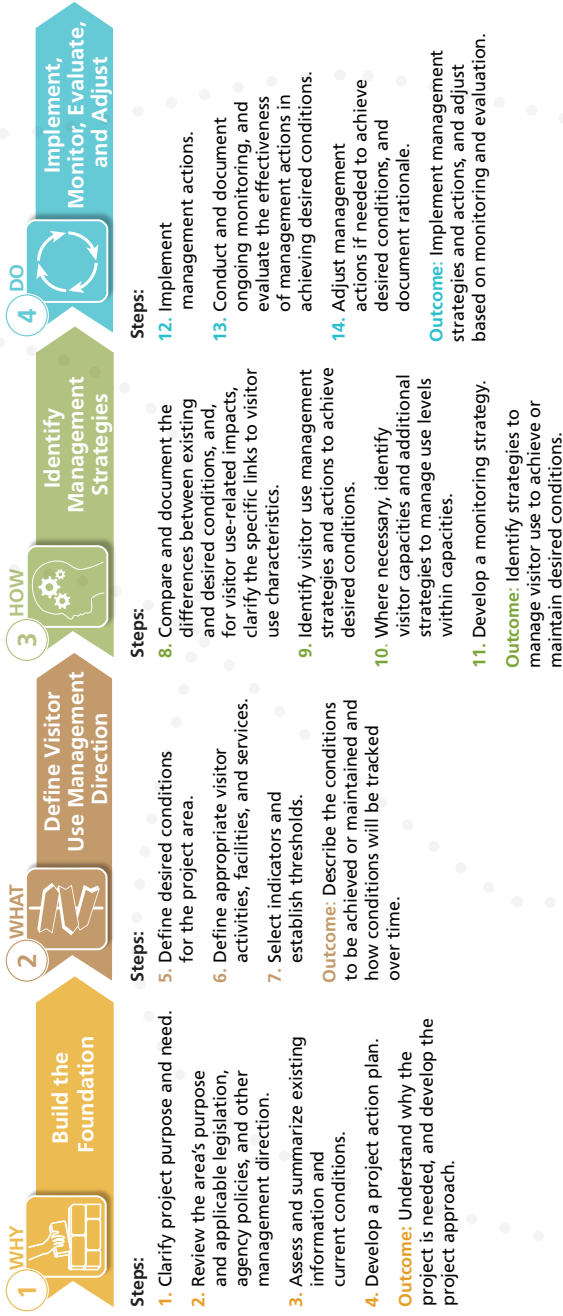 1 WHY
Build the
Foundation
Steps:
1. Clarify project purpose and need.
2. Review the area's purpose
and applicable legislation,
agency policies, and other
management direction.
3. Assess and summarize existing
information and
current conditions.
4. Develop a project action plan.
Outcome: Understand why the
project is needed, and develop the
project approach.
2 WHAT
Define Visitor
Use Management
Direction
Steps:
5. Define desired conditions
for the project area.
6. Define appropriate visitor
activities, facilities, and services.
7. Select indicators and
establish thresholds.
Outcome: Describe the conditions
to be achieved or maintained and
how conditions will be tracked
over time.
3 HOW
Identify
Management
Strategies
Steps:
8. Compare and document the
differences between existing
and desired conditions, and,
for visitor use-related impacts,
clarify the specific links to visitor
use characteristics.
9. Identify visitor use management
strategies and actions to achieve
desired conditions.
10. Where necessary, identify
visitor capacities and additional
strategies to manage use levels
within capacities.
11. Develop a monitoring strategy.
Outcome: Identify strategies to
manage visitor use to achieve or
maintain desired conditions.
4 DO
Implement,
Monitor, Evaluate,
and Adjust
Steps:
12. Implement
management actions.
13. Conduct and document
ongoing monitoring, and
evaluate the effectiveness
of management actions in
achieving desired conditions.
14. Adjust management
actions if needed to achieve
desired conditions, and
document rationale.
Outcome: Implement management
strategies and actions, and adjust
based on monitoring and evaluation.